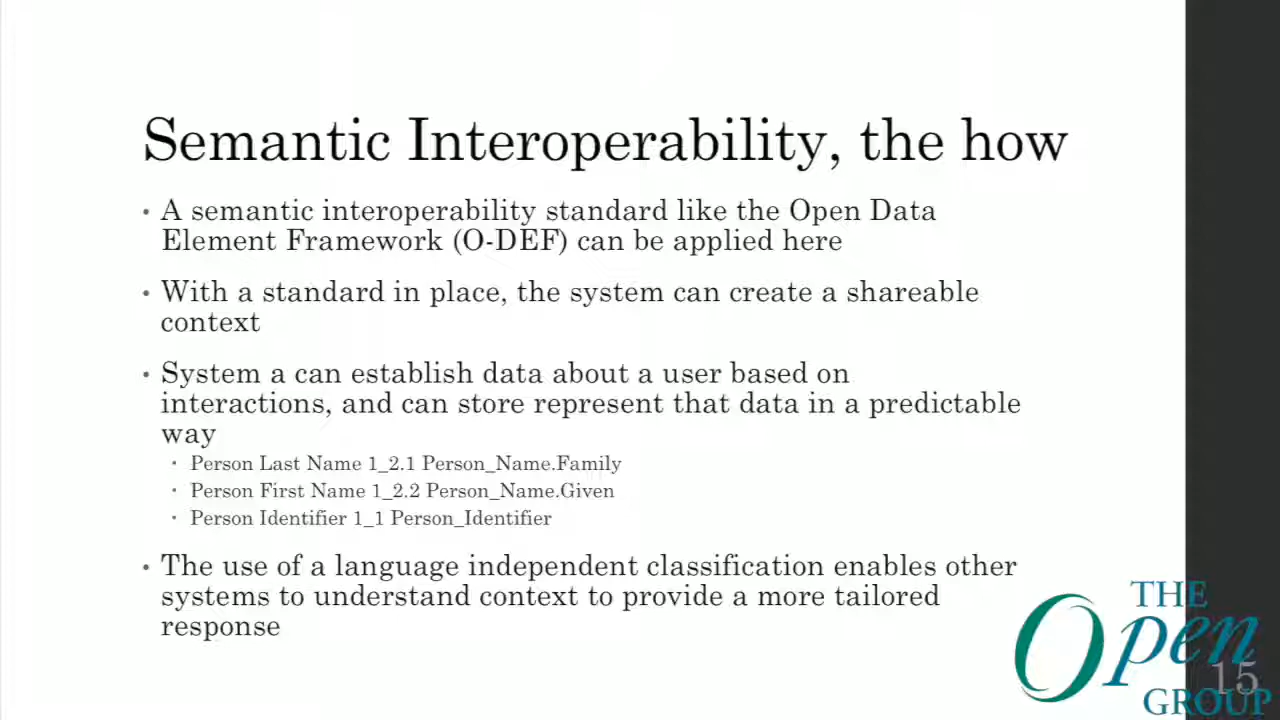 Semantic Interoperability, the how
• A semantic interoperability standard like the Open Data
Element Framework (O-DEF) can be applied here
• With a standard in place, the system can create a shareable
context
• System a can establish data about a user based on
interactions, and can store represent that data in a predictable
way
• Person Last Name 1_2.1 Person_Name.Family
• Person First Name 1_2.2 Person_Name.Given
• Person Identifier 1_1 Person_Identifier
• The use of a language independent classification enables other
systems to understand context to provide a more tailored
response
THE
Open
GROUP
15